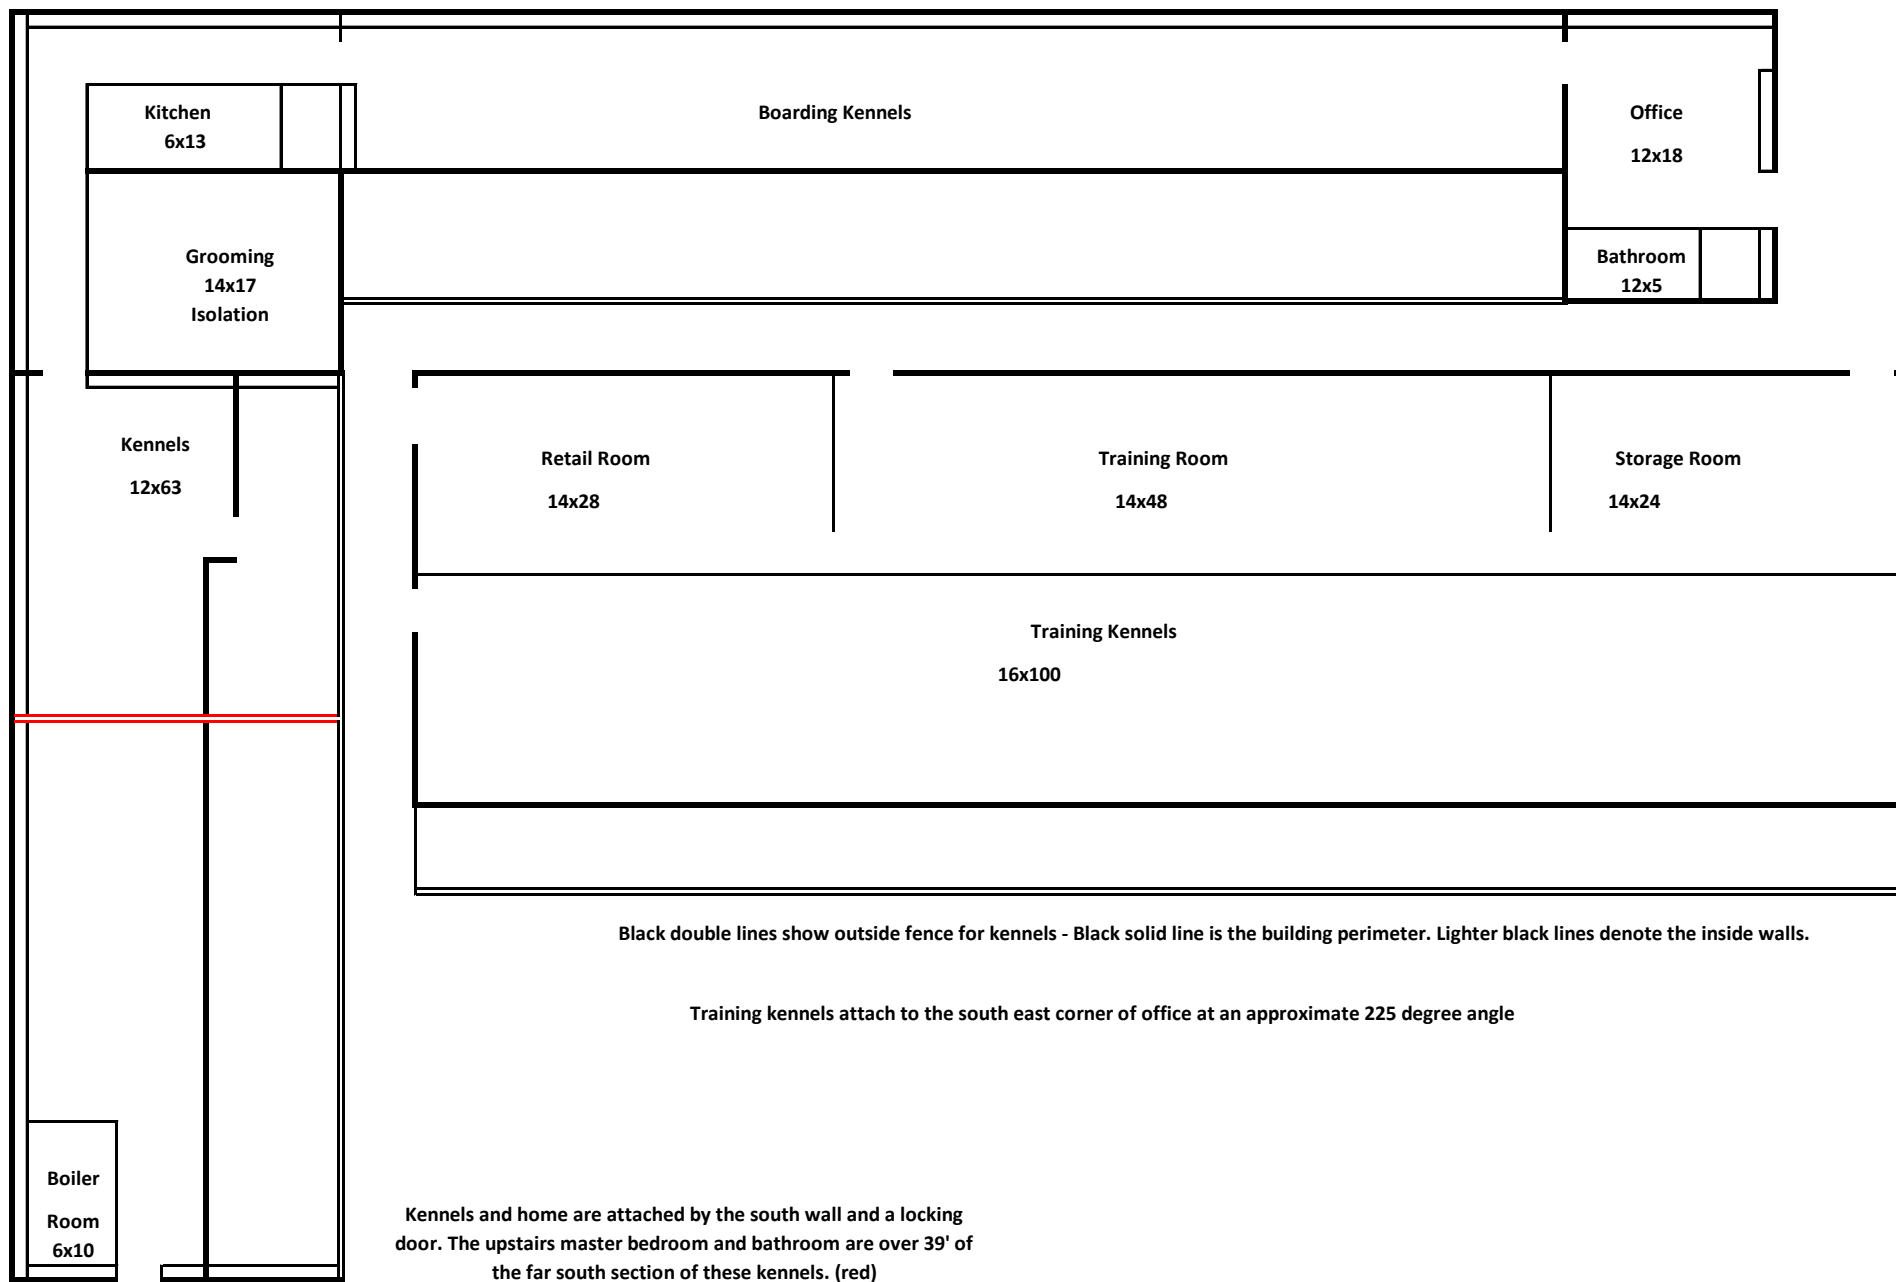 Kitchen
6x13
Boarding Kennels
Office
12x18
Grooming
14x17
Isolation
Bathroom
12x5
Kennels
12x63
Retail Room
14x28
Training Room
14x48
Storage Room
14x24
Training Kennels
16x100
Black double lines show outside fence for kennels - Black solid line is the building perimeter. Lighter black lines denote the inside walls.
Training kennels attach to the south east corner of office at an approximate 225 degree angle
Boiler
Room
6x10
Kennels and home are attached by the south wall and a locking
door. The upstairs master bedroom and bathroom are over 39' of
the far south section of these kennels. (red)